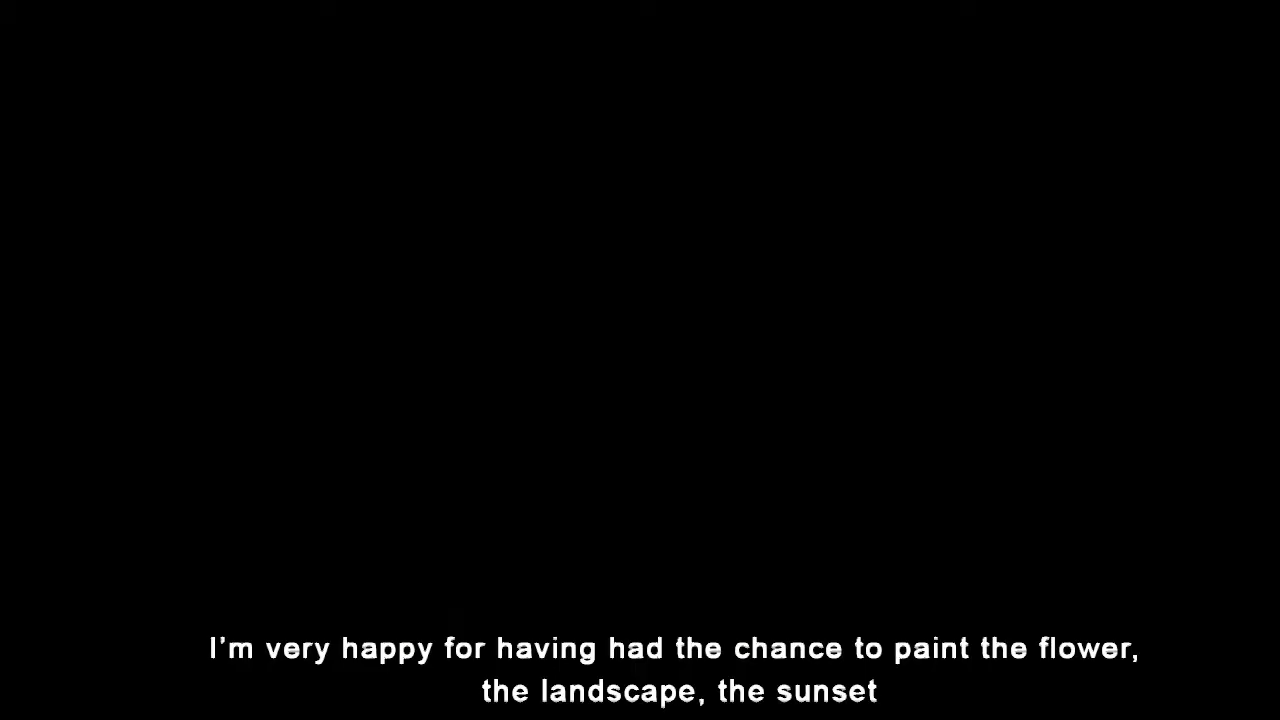 I'm very happy for having had the chance to paint the flower,
the landscape, the sunset